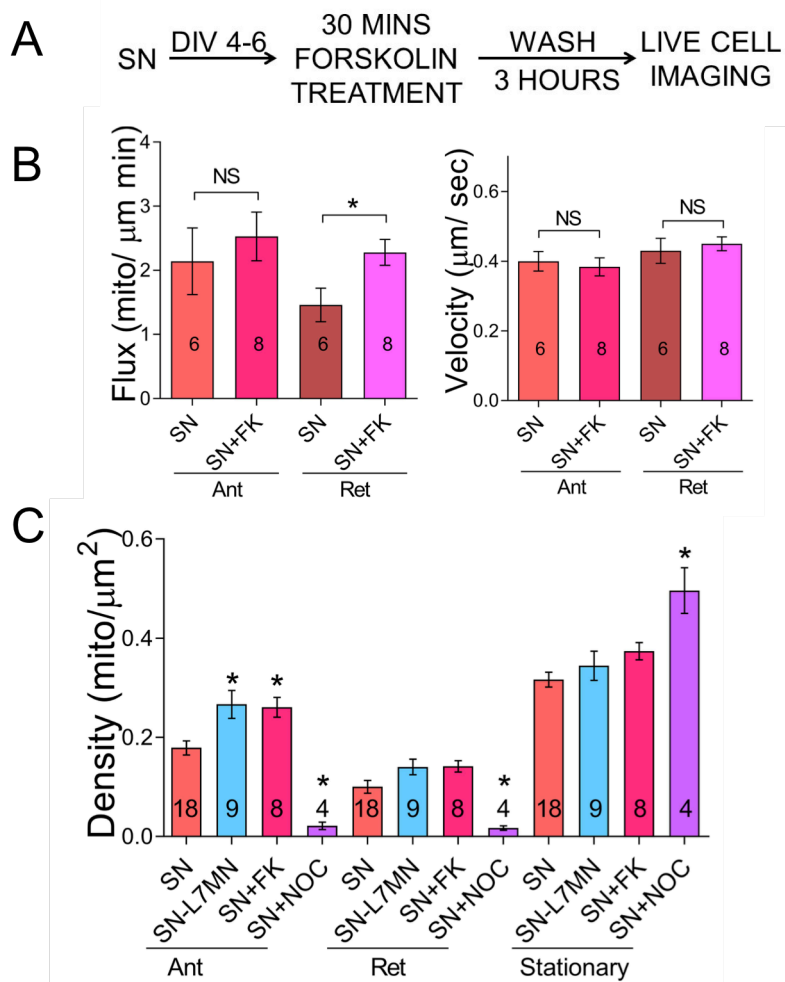 A
SN
DIV 4-6
30 MINS
FORSKOLIN
TREATMENT
WASH
3 HOURS
LIVE CELL
IMAGING
B
Flux (mito/ μm min)
4
3
2
1
0
NS
*
6
8
6
8
SN
SN+FK
SN
SN+FK
Ant
Ret
Velocity (μm/ sec)
0.6
0.4
0.2
0.0
NS
NS
6
8
6
8
SN
SN+FK
SN
SN+FK
Ant
Ret
C
Density (mito/μm²)
0.6
0.4
0.2
0.0
*
*
*
*
*
18
9
8
4
18
9
8
4
18
9
8
4
SN
SN-L7MN
SN+FK
SN+NOC
SN
SN-L7MN
SN+FK
SN+NOC
SN
SN-L7MN
SN+FK
SN+NOC
Ant
Ret
Stationary